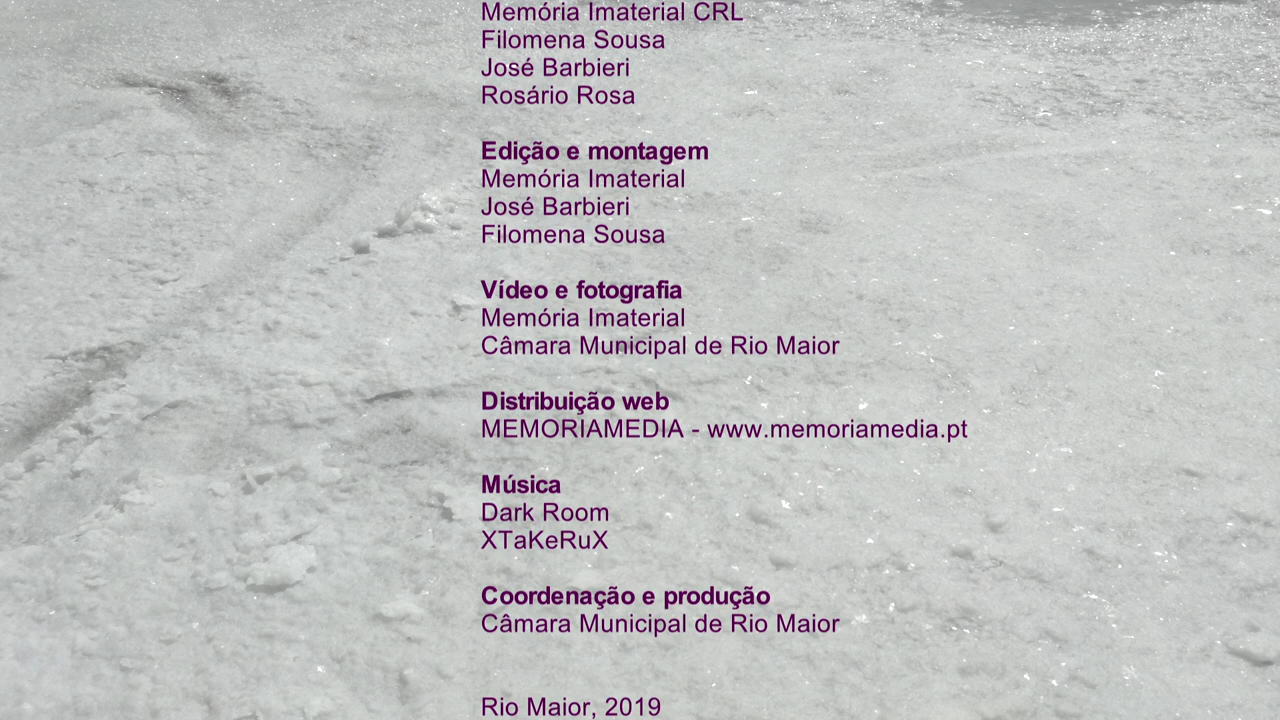 Memória Imaterial CRL
Filomena Sousa
José Barbieri
Rosário Rosa
Edição e montagem
Memória Imaterial
José Barbieri
Filomena Sousa
Vídeo e fotografia
Memória Imaterial
Câmara Municipal de Rio Maior
Distribuição web
MEMORIAMEDIA - www.memoriamedia.pt
Música
Dark Room
XTaKeRuX
Coordenação e produção
Câmara Municipal de Rio Maior
Rio Maior, 2019